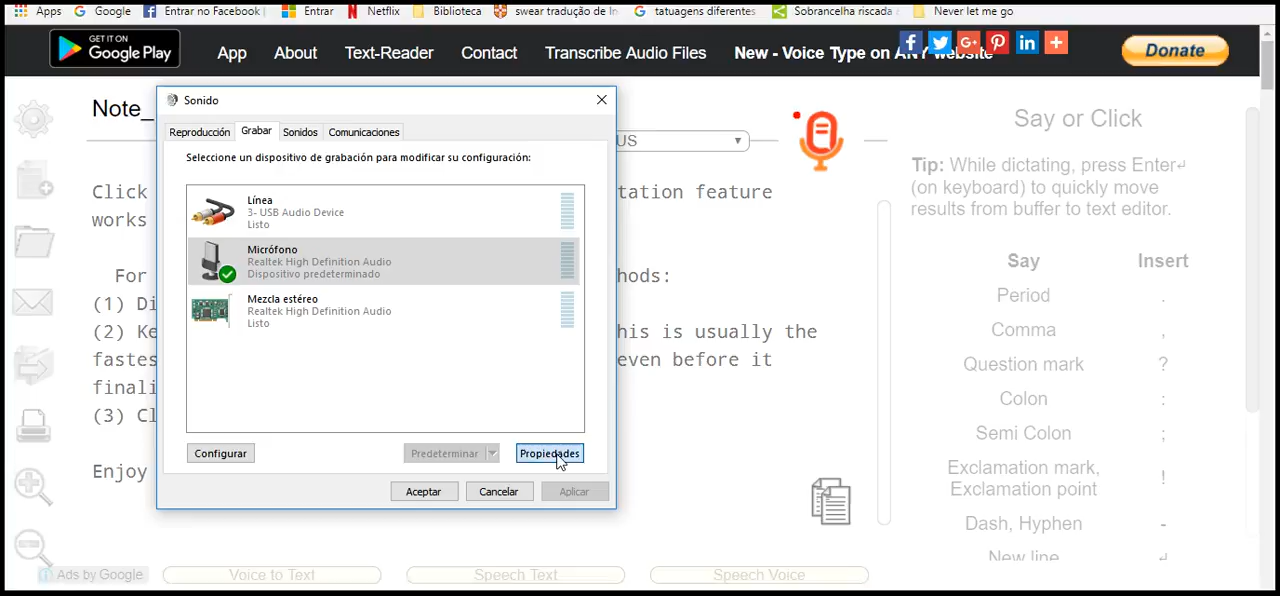 Apps Google Entrar no Facebook Entrar Netflix Biblioteca swear tradução de In tatuagens diferentes Sobrancelha riscada Never let me go
GET IT ON
Google Play
App About Text-Reader Contact Transcribe Audio Files New - Voice Type on ANY website
Donate
Note_
US
Click
tation feature
works
For
hods:
(1) Di
(2) Ke
his is usually the
fastes
even before it
finali
(3) Cl
Enjoy
Sonido
Reproducción Grabar Sonidos Comunicaciones
Seleccione un dispositivo de grabación para modificar su configuración:
Línea
3- USB Audio Device
Listo
Micrófono
Realtek High Definition Audio
Dispositivo predeterminado
Mezcla estéreo
Realtek High Definition Audio
Listo
Configurar Predeterminar Propiedades
Aceptar Cancelar Aplicar
Say or Click
Tip: While dictating, press Enter↵
(on keyboard) to quickly move
results from buffer to text editor.
Say Insert
Period .
Comma ,
Question mark ?
Colon :
Semi Colon ;
Exclamation mark,
Exclamation point !
Dash, Hyphen -
New line ↵
Ads by Google Voice to Text Speech Text Speech Voice